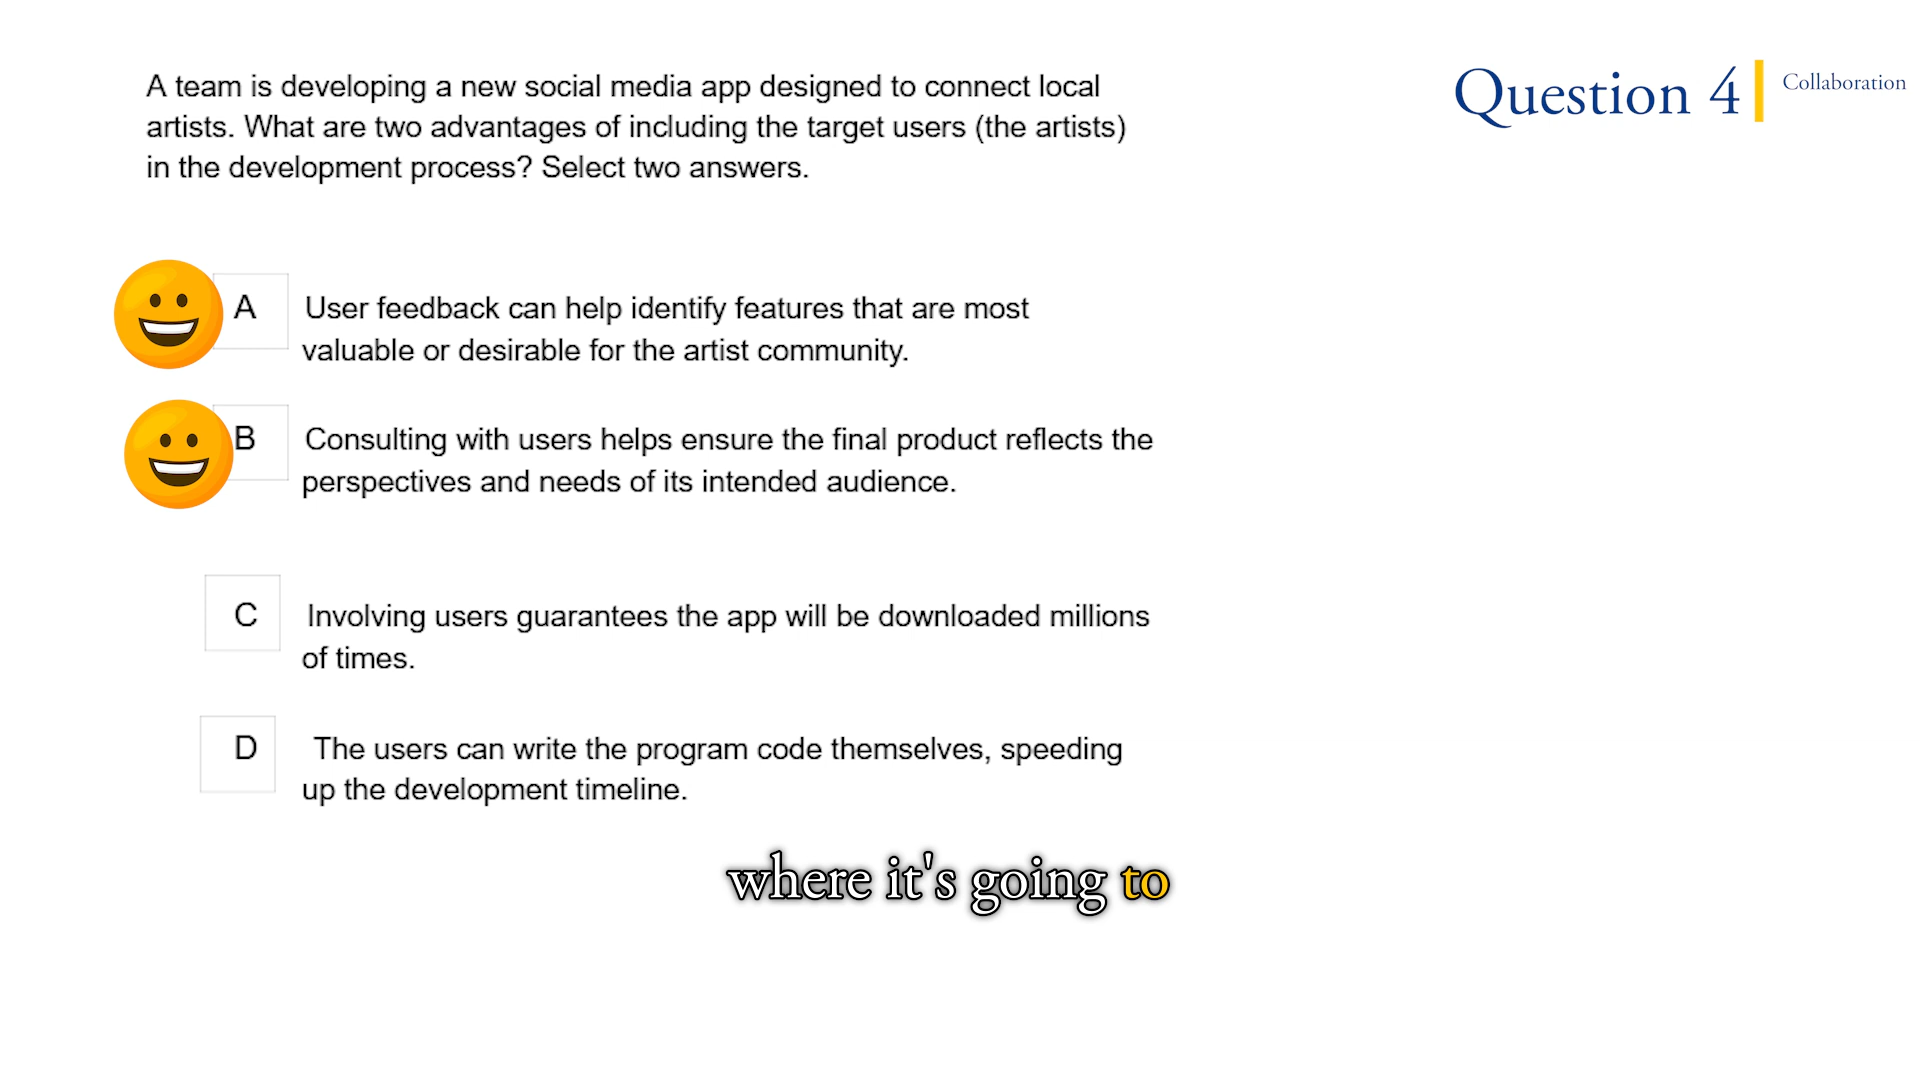 A team is developing a new social media app designed to connect local
artists. What are two advantages of including the target users (the artists)
in the development process? Select two answers.
Question 4
Collaboration
A User feedback can help identify features that are most
valuable or desirable for the artist community.
B Consulting with users helps ensure the final product reflects the
perspectives and needs of its intended audience.
C Involving users guarantees the app will be downloaded millions
of times.
D The users can write the program code themselves, speeding
up the development timeline.
where it's going to